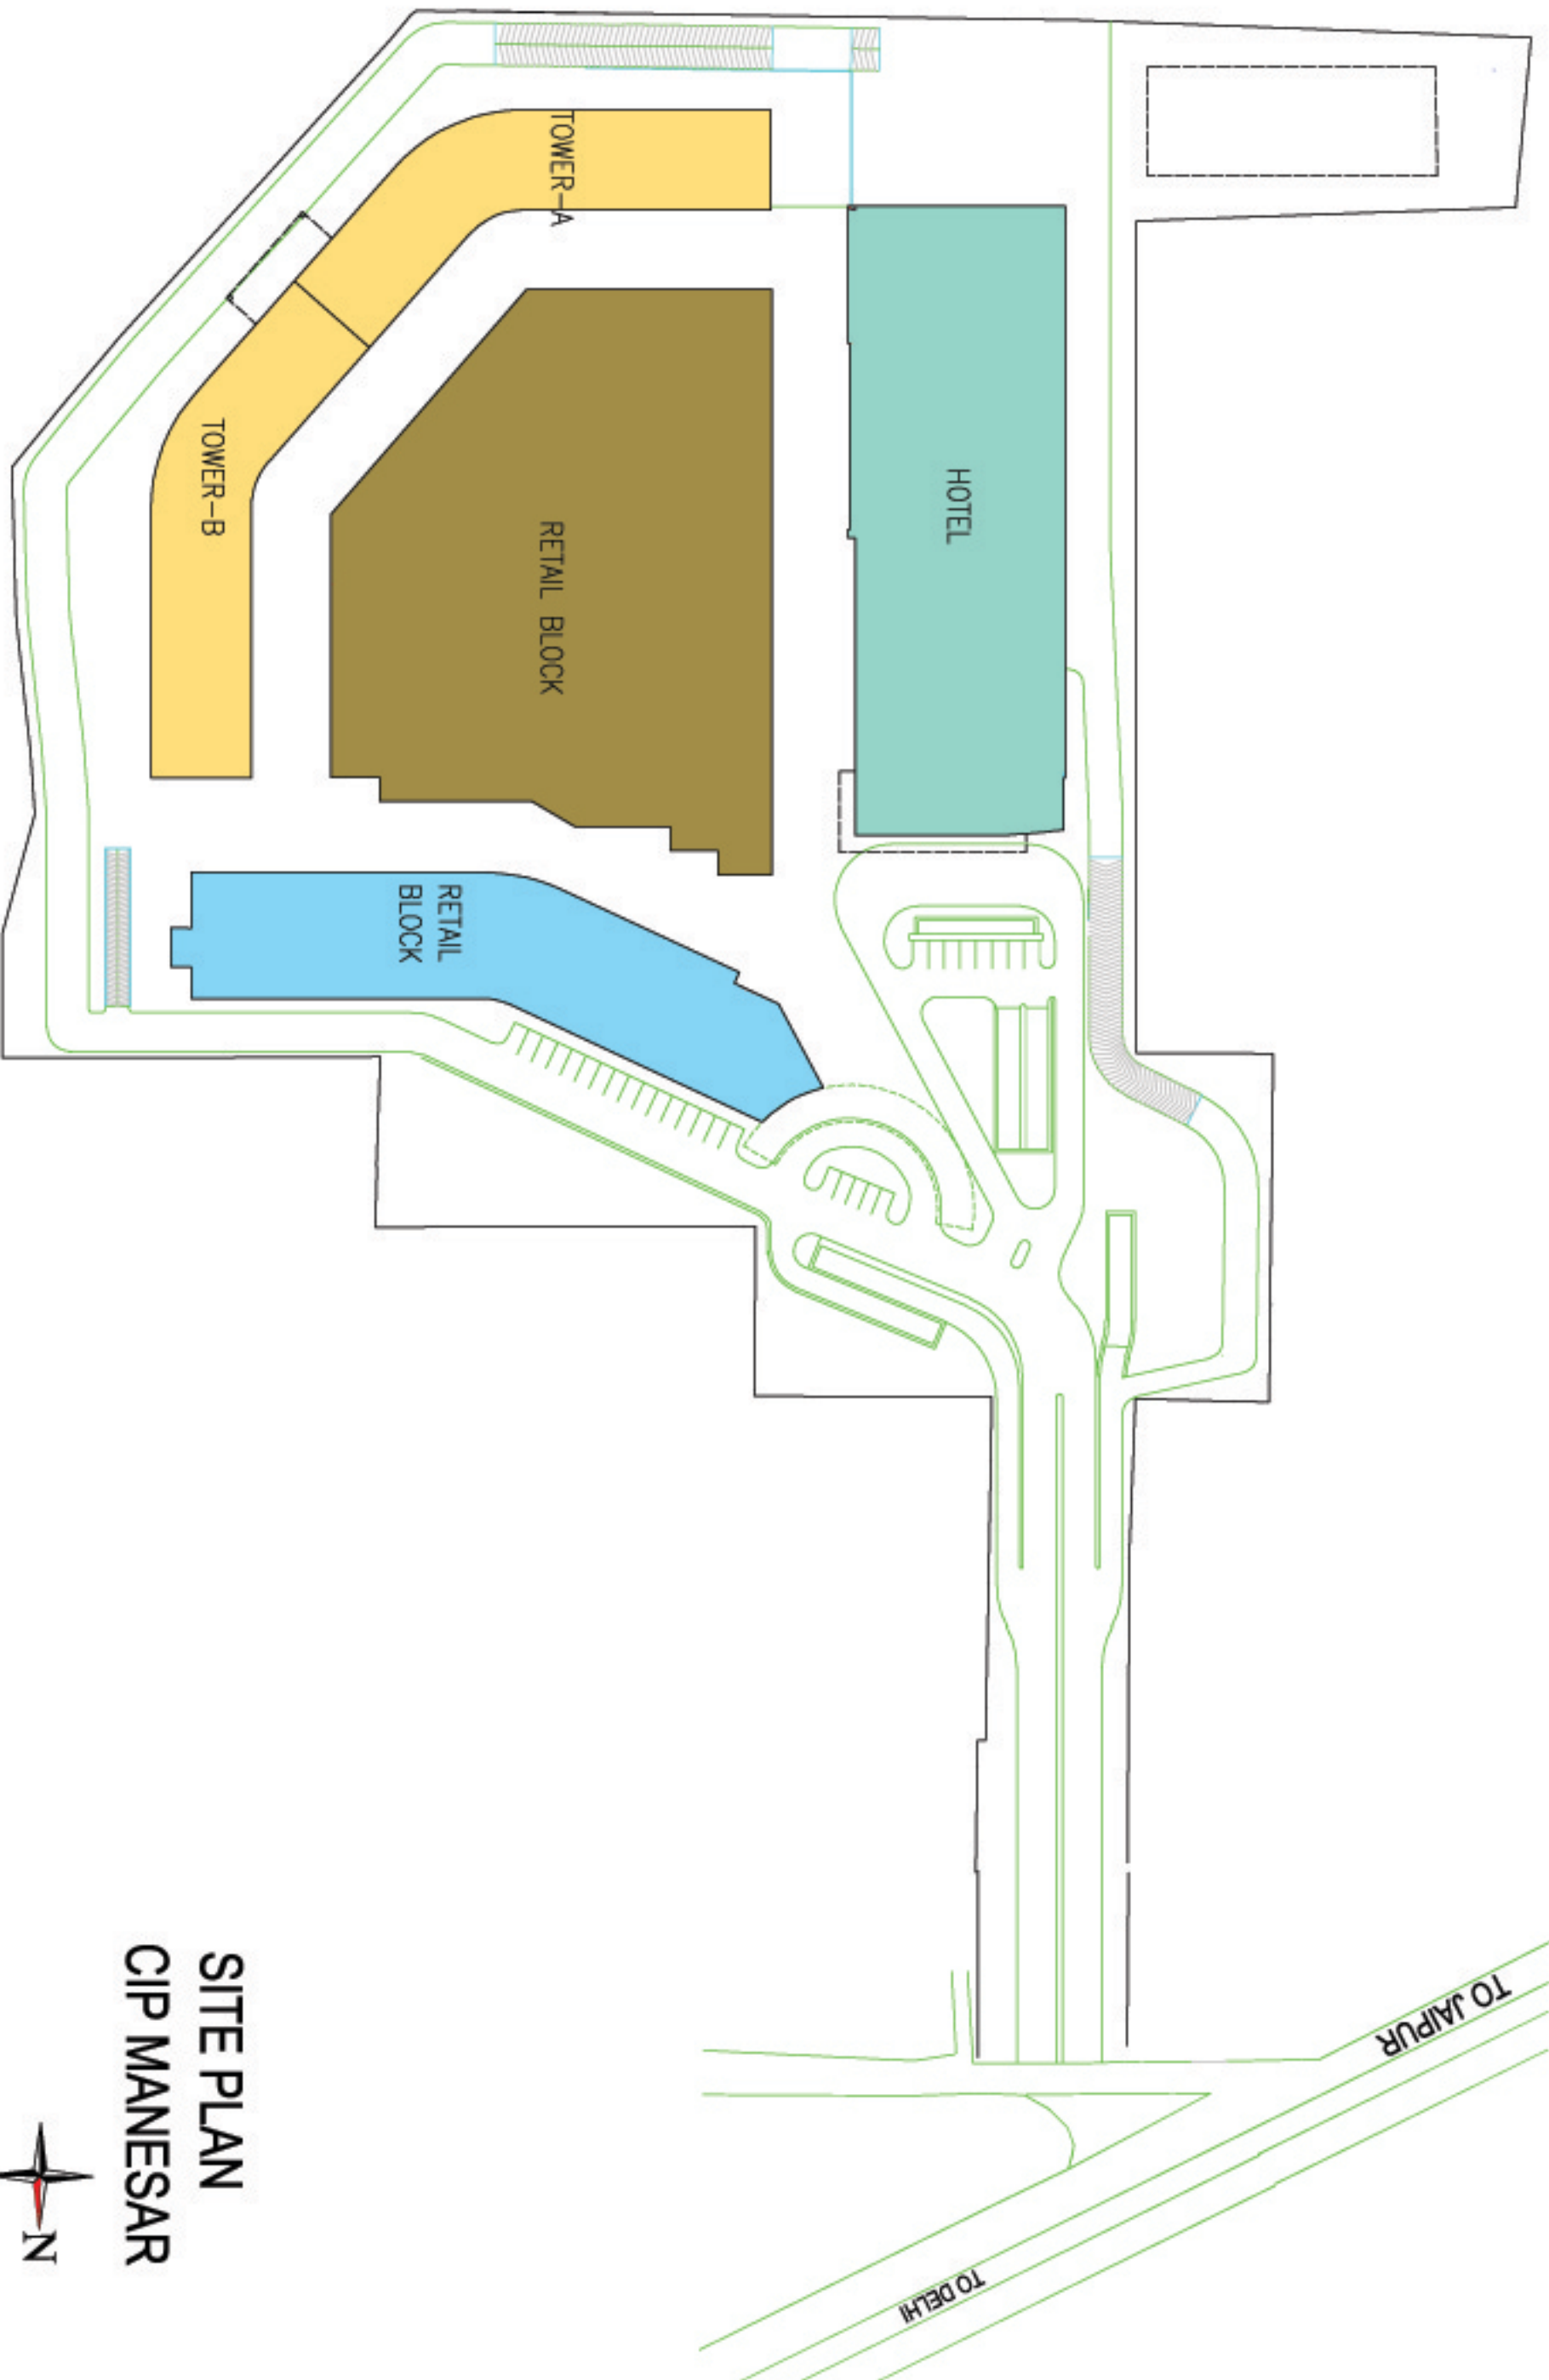 TOWER-A
TOWER-B
RETAIL BLOCK
HOTEL
RETAIL
BLOCK
TO JAIPUR
TO DELHI
SITE PLAN
CIP MANESAR
N